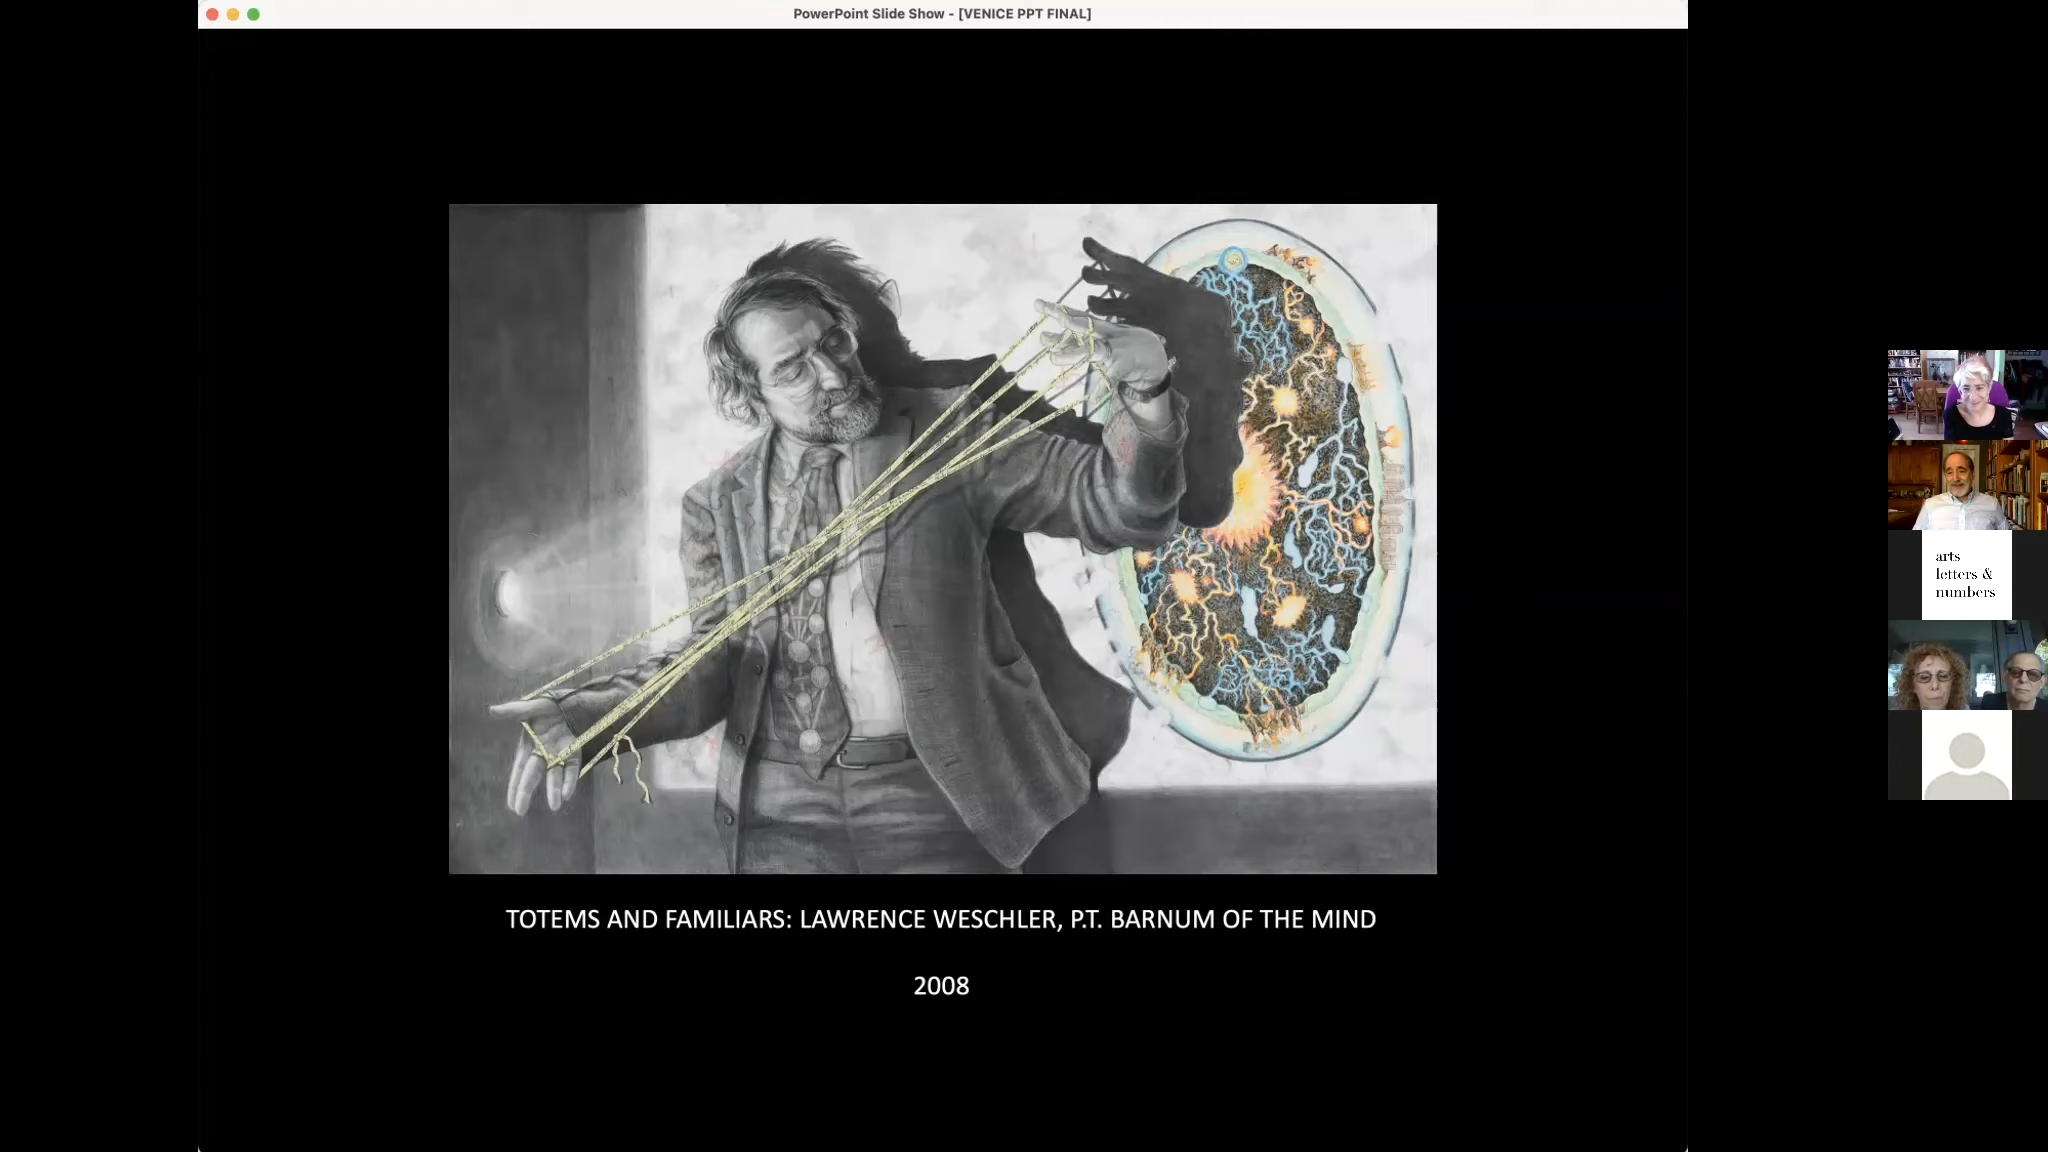 PowerPoint Slide Show - [VENICE PPT FINAL]
TOTEMS AND FAMILIARS: LAWRENCE WESCHLER, P.T. BARNUM OF THE MIND
2008
arts
letters &
numbers